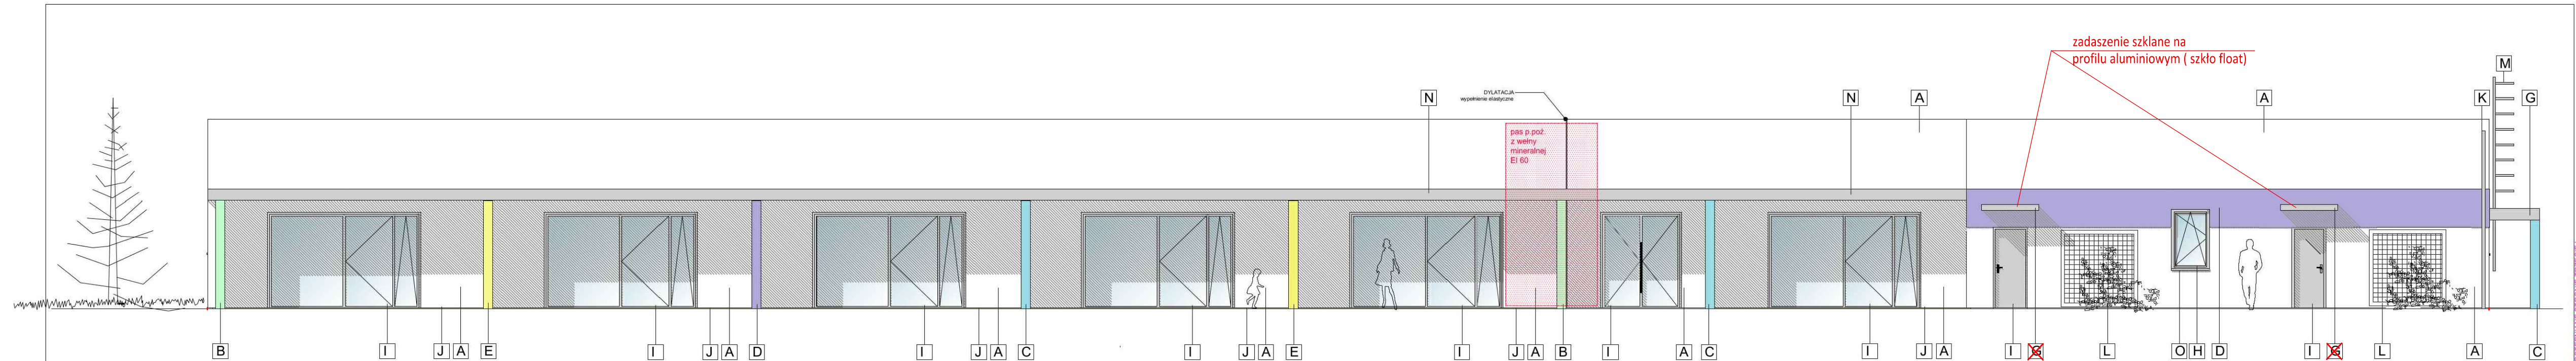 zadaszenie szklane na
profilu aluminiowym ( szkło float)
M
N
DYLATACJA
wypełnienie elastyczne
N
A
A
K
G
pas p.poż.
z wełny
mineralnej
EI 60
B
I
J
A
E
I
J
A
D
I
J
A
C
I
J
A
E
I
J
A
B
I
A
C
I
J
A
I
G
L
O
H
D
I
G
L
A
C